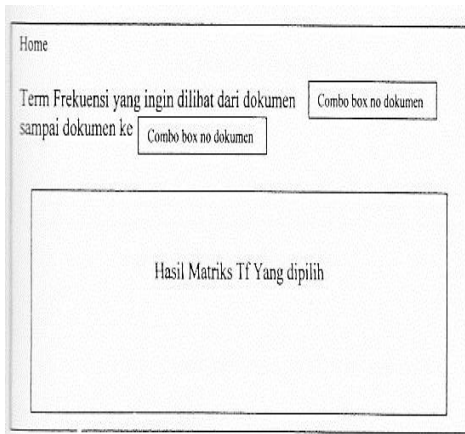 Home
Term Frekuensi yang ingin dilihat dari dokumen Combo box no dokumen
sampai dokumen ke Combo box no dokumen
Hasil Matriks Tf Yang dipilih